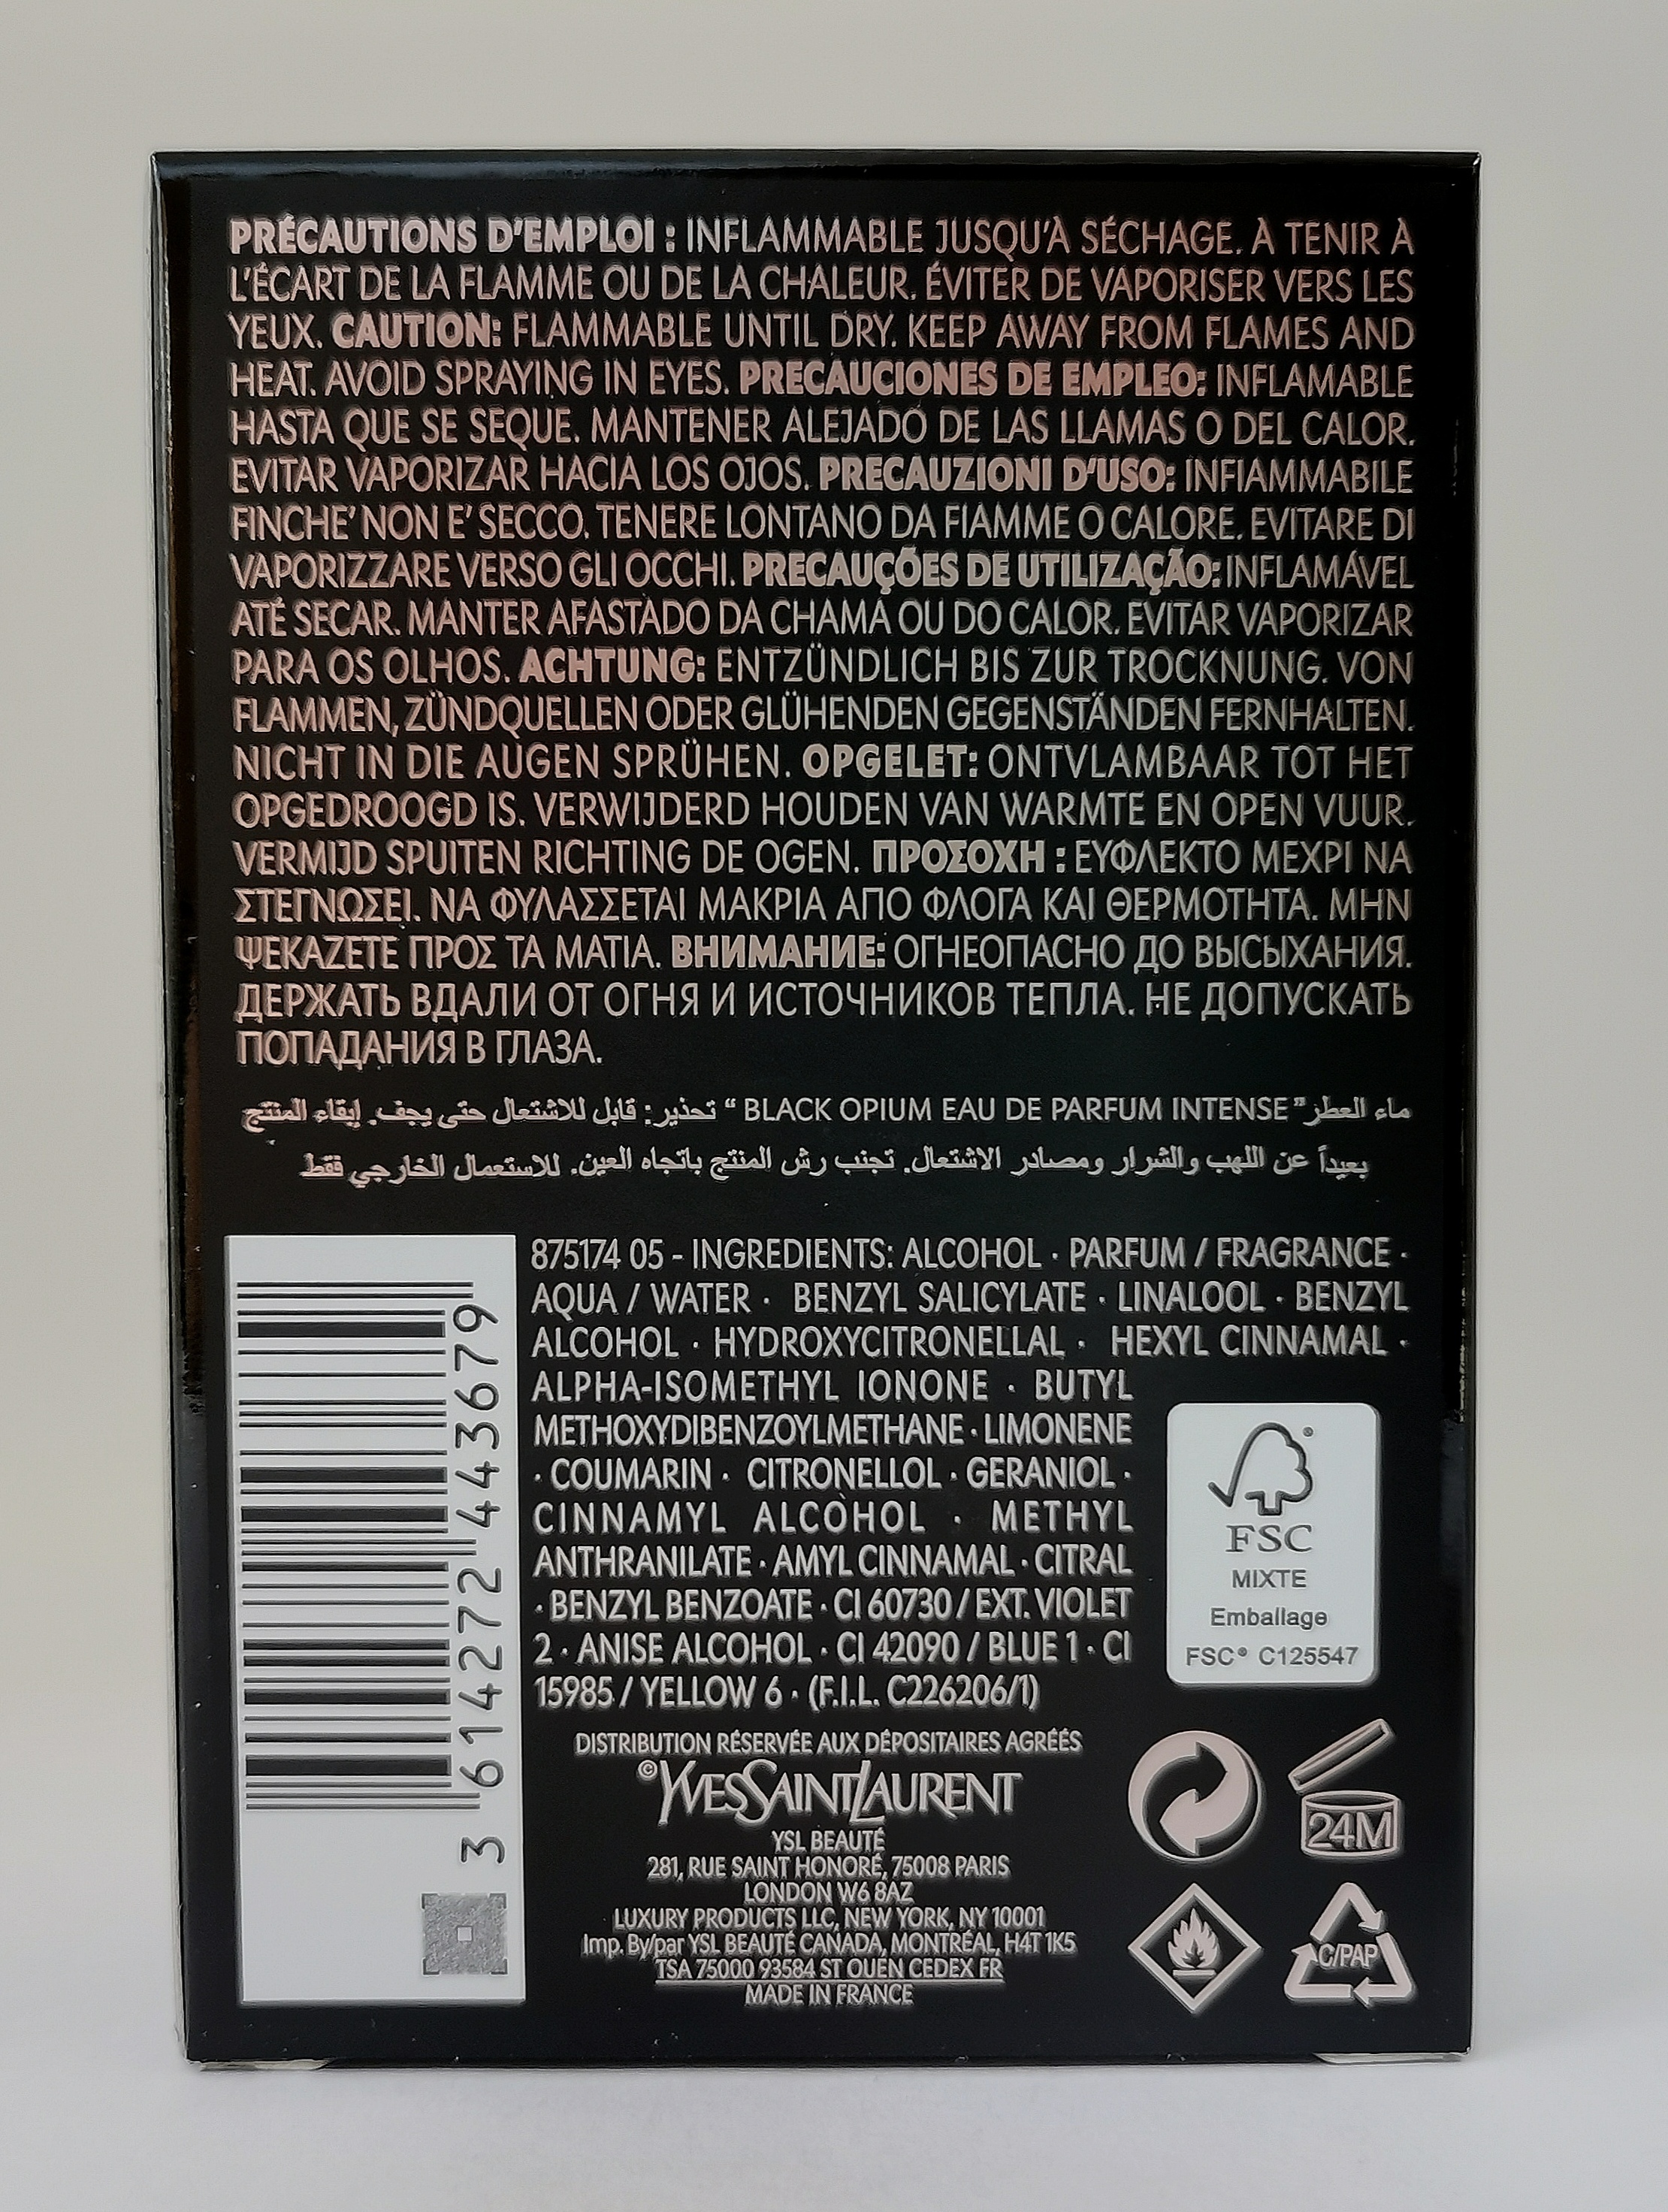 PRÉCAUTIONS D'EMPLOI : INFLAMMABLE JUSQU'À SÉCHAGE. À TENIR À
L'ÉCART DE LA FLAMME OU DE LA CHALEUR. ÉVITER DE VAPORISER VERS LES
YEUX. CAUTION: FLAMMABLE UNTIL DRY. KEEP AWAY FROM FLAMES AND
HEAT. AVOID SPRAYING IN EYES. PRECAUCIONES DE EMPLEO: INFLAMABLE
HASTA QUE SE SEQUE. MANTENER ALEJADO DE LAS LLAMAS O DEL CALOR.
EVITAR VAPORIZAR HACIA LOS OJOS. PRECAUZIONI D'USO: INFIAMMABILE
FINCHE' NON E' SECCO. TENERE LONTANO DA FIAMME O CALORE. EVITARE DI
VAPORIZZARE VERSO GLI OCCHI. PRECAUÇÕES DE UTILIZAÇÃO: INFLAMÁVEL
ATÉ SECAR. MANTER AFASTADO DA CHAMA OU DO CALOR. EVITAR VAPORIZAR
PARA OS OLHOS. ACHTUNG: ENTZÜNDLICH BIS ZUR TROCKNUNG. VON
FLAMMEN, ZÜNDQUELLEN ODER GLÜHENDEN GEGENSTÄNDEN FERNHALTEN.
NICHT IN DIE AUGEN SPRÜHEN. OPGELET: ONTVLAMBAAR TOT HET
OPGEDROOGD IS. VERWIJDERD HOUDEN VAN WARMTE EN OPEN VUUR.
VERMIJD SPUITEN RICHTING DE OGEN. ΠΡΟΣΟΧΗ : ΕΥΦΛΕΚΤΟ ΜΕΧΡΙ ΝΑ
ΣΤΕΓΝΩΣΕΙ. ΝΑ ΦΥΛΑΣΣΕΤΑΙ ΜΑΚΡΙΑ ΑΠΟ ΦΛΟΓΑ ΚΑΙ ΘΕΡΜΟΤΗΤΑ. ΜΗΝ
ΨΕΚΑΖΕΤΕ ΠΡΟΣ ΤΑ ΜΑΤΙΑ. ВНИМАНИЕ: ОГНЕОПАСНО ДО ВЫСЫХАНИЯ.
ДЕРЖАТЬ ВДАЛИ ОТ ОГНЯ И ИСТОЧНИКОВ ТЕПЛА. НЕ ДОПУСКАТЬ
ПОПАДАНИЯ В ГЛАЗА.
ماء العطر" BLACK OPIUM EAU DE PARFUM INTENSE " تحذير: قابل للاشتعال حتى يجف. إبقاء المنتج
بعيداً عن اللهب والشرار ومصادر الاشتعال. تجنب رش المنتج باتجاه العين. للاستعمال الخارجي فقط
875174 05 - INGREDIENTS: ALCOHOL · PARFUM / FRAGRANCE ·
AQUA / WATER · BENZYL SALICYLATE · LINALOOL · BENZYL
ALCOHOL · HYDROXYCITRONELLAL · HEXYL CINNAMAL ·
ALPHA-ISOMETHYL IONONE · BUTYL
METHOXYDIBENZOYLMETHANE · LIMONENE
· COUMARIN · CITRONELLOL · GERANIOL ·
CINNAMYL ALCOHOL · METHYL
ANTHRANILATE · AMYL CINNAMAL · CITRAL
· BENZYL BENZOATE · CI 60730 / EXT. VIOLET
2 · ANISE ALCOHOL · CI 42090 / BLUE 1 · CI
15985 / YELLOW 6 · (F.I.L. C226206/1)
3 614272 443679
FSC
MIXTE
Emballage
FSC® C125547
DISTRIBUTION RÉSERVÉE AUX DÉPOSITAIRES AGRÉÉS
©YVESSAINTLAURENT
YSL BEAUTÉ
281, RUE SAINT HONORÉ, 75008 PARIS
LONDON W6 8AZ
LUXURY PRODUCTS LLC, NEW YORK, NY 10001
Imp. By/par YSL BEAUTÉ CANADA, MONTRÉAL, H4T 1K5
TSA 75000 93584 ST OUEN CEDEX FR
MADE IN FRANCE
24M
C/PAP